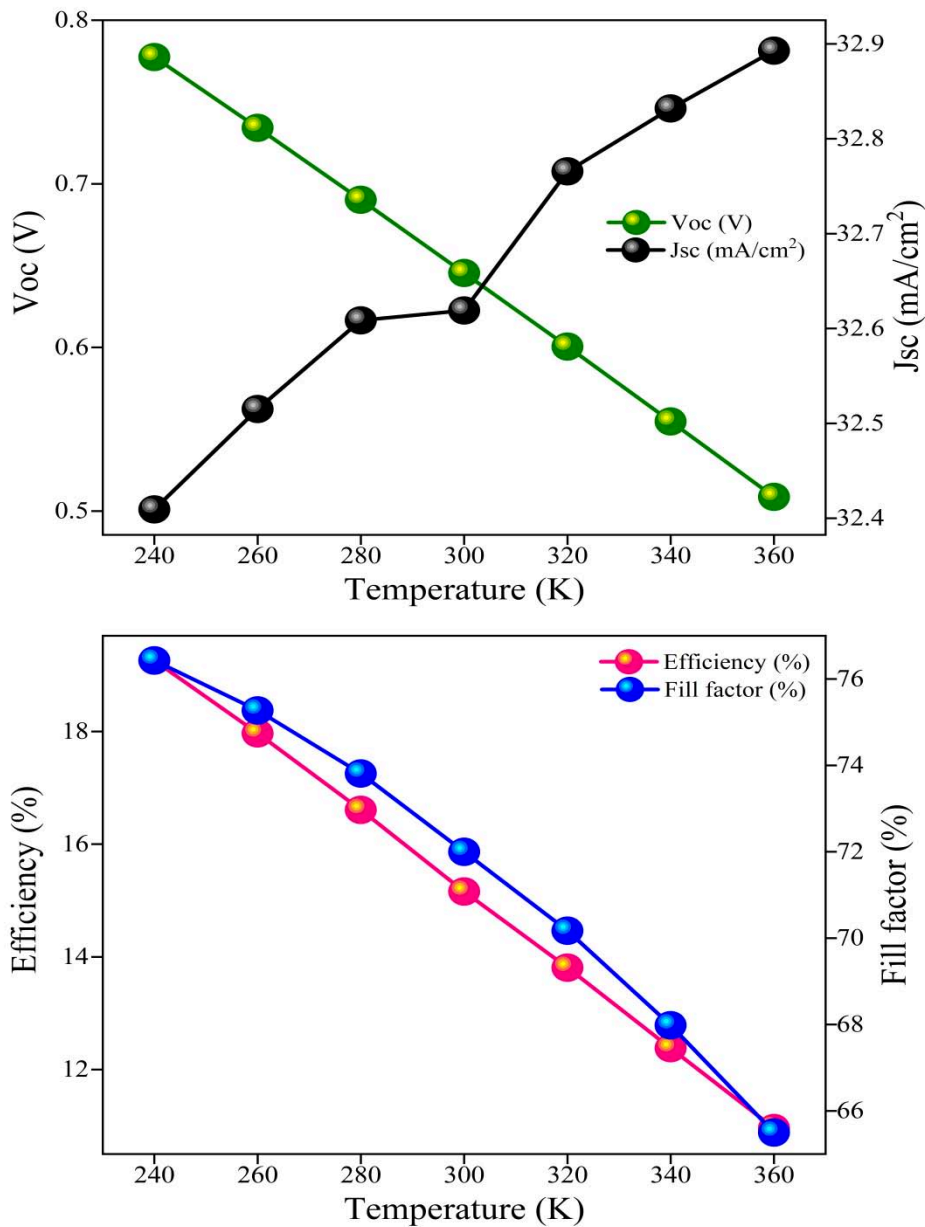 0.8
0.7
0.6
0.5
Voc (V)
32.9
32.8
32.7
32.6
32.5
32.4
Jsc (mA/cm²)
Voc (V)
Jsc (mA/cm²)
240 260 280 300 320 340 360
Temperature (K)
18
16
14
12
Efficiency (%)
76
74
72
70
68
66
Fill factor (%)
Efficiency (%)
Fill factor (%)
240 260 280 300 320 340 360
Temperature (K)